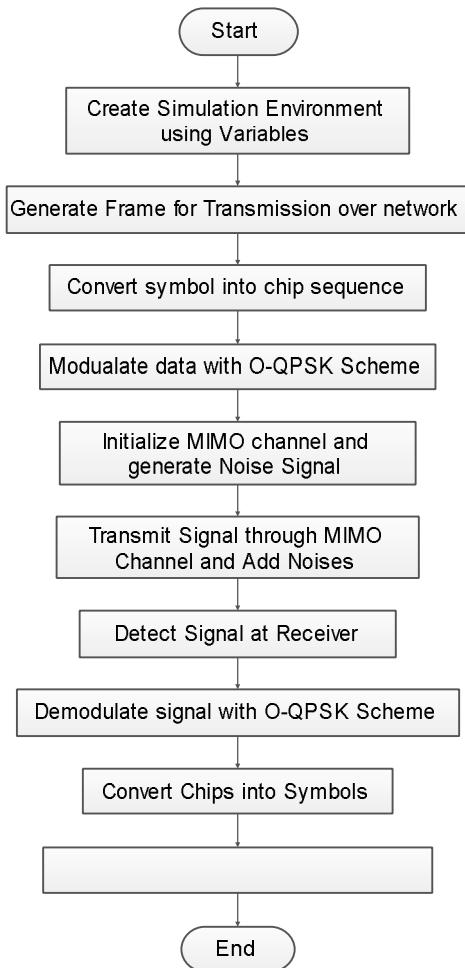 Start
Create Simulation Environment
using Variables
Generate Frame for Transmission over network
Convert symbol into chip sequence
Modualate data with O-QPSK Scheme
Initialize MIMO channel and
generate Noise Signal
Transmit Signal through MIMO
Channel and Add Noises
Detect Signal at Receiver
Demodulate signal with O-QPSK Scheme
Convert Chips into Symbols
End